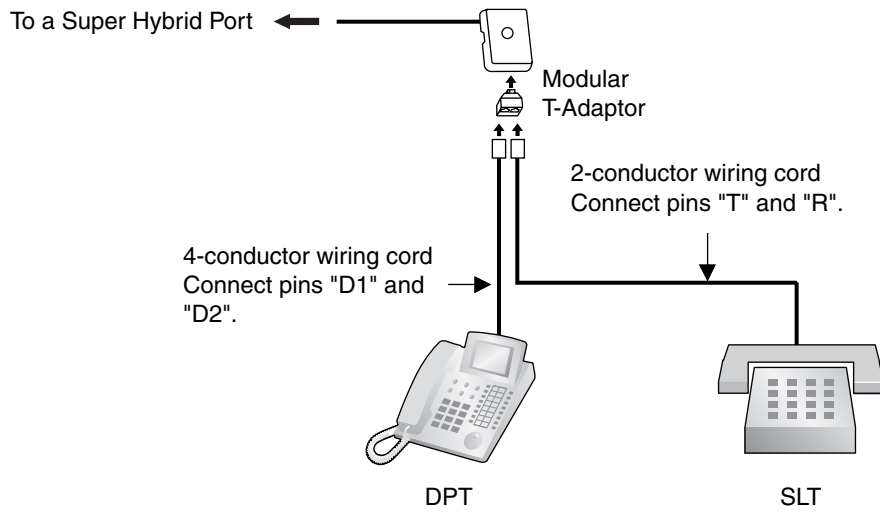 To a Super Hybrid Port
Modular
T-Adaptor
2-conductor wiring cord
Connect pins "T" and "R".
4-conductor wiring cord
Connect pins "D1" and
"D2".
DPT
SLT